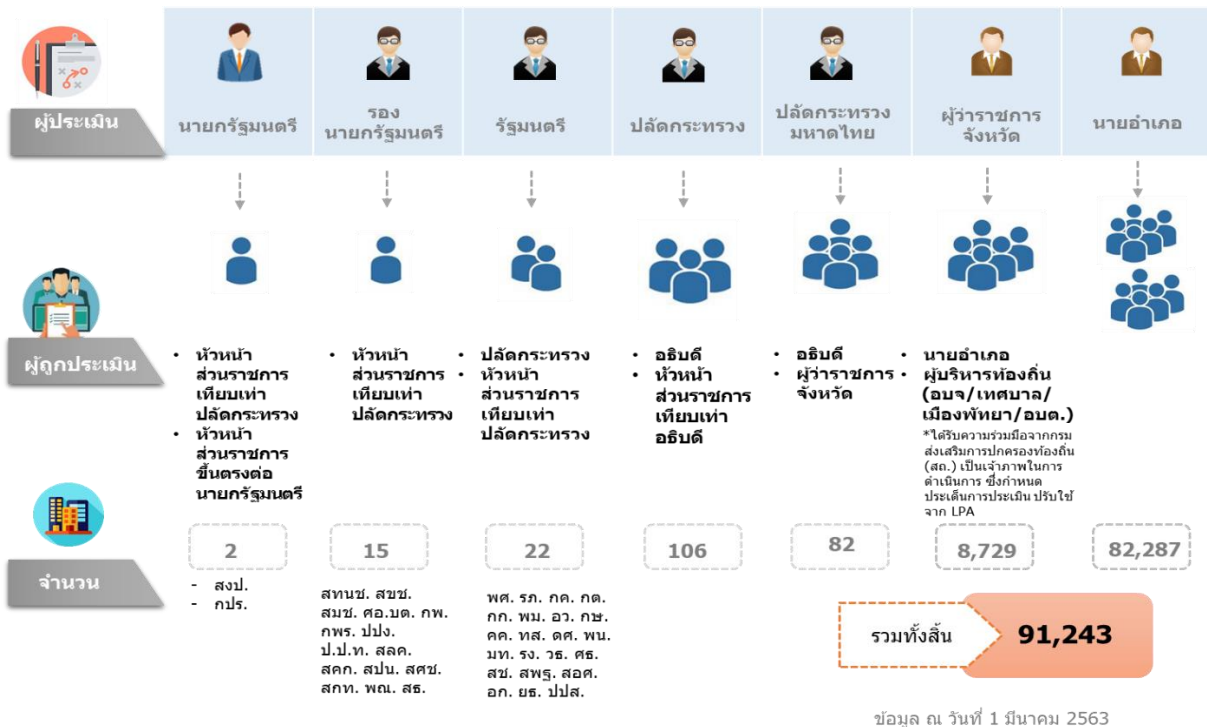 ผู้ประเมิน
นายกรัฐมนตรี
รอง
นายกรัฐมนตรี
รัฐมนตรี
ปลัดกระทรวง
ปลัดกระทรวง
มหาดไทย
ผู้ว่าราชการ
จังหวัด
นายอำเภอ
ผู้ถูกประเมิน
• หัวหน้า
ส่วนราชการ
เทียบเท่า
ปลัดกระทรวง
• หัวหน้า
ส่วนราชการ
ขึ้นตรงต่อ
นายกรัฐมนตรี
• หัวหน้า
ส่วนราชการ
เทียบเท่า
ปลัดกระทรวง
• ปลัดกระทรวง
• หัวหน้า
ส่วนราชการ
เทียบเท่า
ปลัดกระทรวง
• อธิบดี
• หัวหน้า
ส่วนราชการ
เทียบเท่า
อธิบดี
• อธิบดี
• ผู้ว่าราชการ
จังหวัด
• นายอำเภอ
• ผู้บริหารท้องถิ่น
(อบจ/เทศบาล/
เมืองพัทยา/อบต.)
*ได้รับความร่วมมือจากกรม
ส่งเสริมการปกครองท้องถิ่น
(สถ.) เป็นเจ้าภาพในการ
ดำเนินการ ซึ่งกำหนด
ประเด็นการประเมิน ปรับใช้
จาก LPA
จำนวน
2
15
22
106
82
8,729
82,287
- สงป.
- กปร.
สทนช. สขช.
สมช. ศอ.บต. กพ.
กพร. ปปง.
ป.ป.ท. สลค.
สคก. สปน. สศช.
สกท. พณ. สธ.
พศ. รภ. กค. กต.
กก. พม. อว. กษ.
คค. ทส. ดศ. พน.
มท. รง. วธ. ศธ.
สช. สพฐ. สอศ.
อก. ยธ. ปปส.
รวมทั้งสิ้น
91,243
ข้อมูล ณ วันที่ 1 มีนาคม 2563